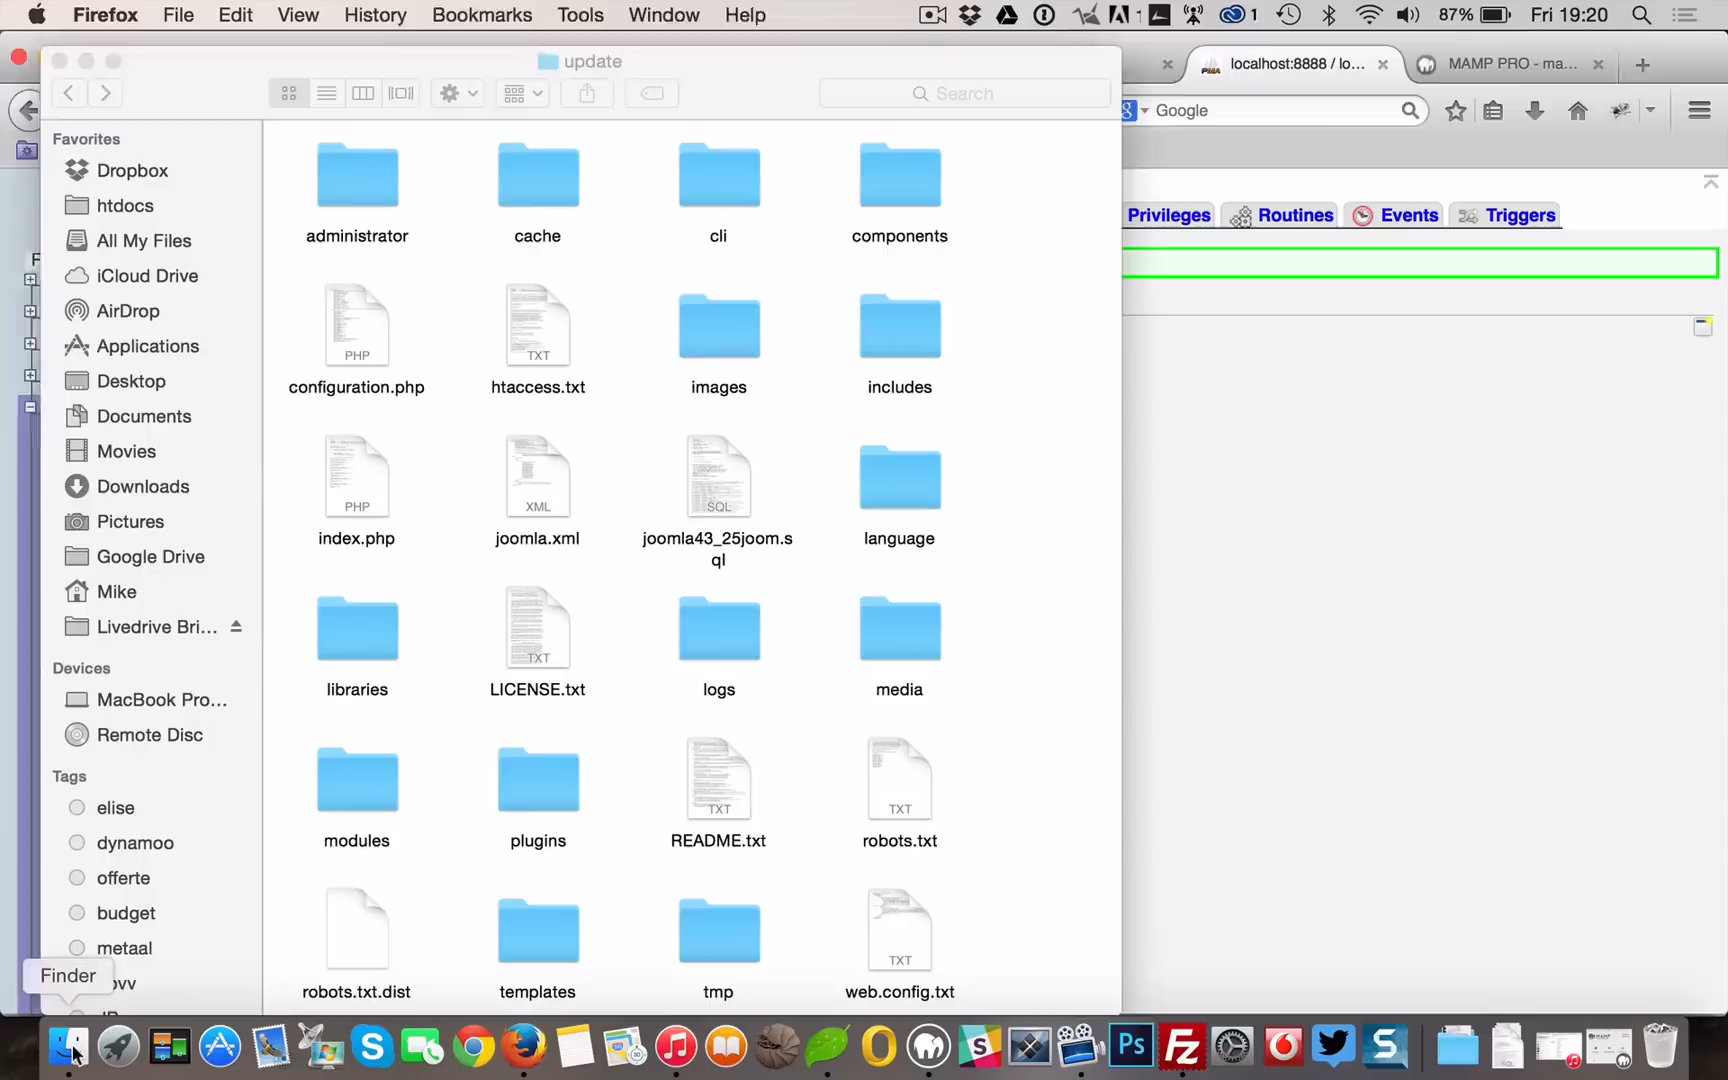 Firefox File Edit View History Bookmarks Tools Window Help 1 1 87% Fri 19:20
update
localhost:8888 / lo...
MAMP PRO - ma...
Search
Google
Privileges Routines Events Triggers
Favorites
Dropbox
htdocs
All My Files
iCloud Drive
AirDrop
Applications
Desktop
Documents
Movies
Downloads
Pictures
Google Drive
Mike
Livedrive Bri...
Devices
MacBook Pro...
Remote Disc
Tags
elise
dynamoo
offerte
budget
metaal
Finder
administrator cache cli components
PHP TXT
configuration.php htaccess.txt images includes
PHP XML SQL
index.php joomla.xml joomla43_25joom.s
ql
language
TXT
libraries LICENSE.txt logs media
TXT TXT
modules plugins README.txt robots.txt
TXT
robots.txt.dist templates tmp web.config.txt